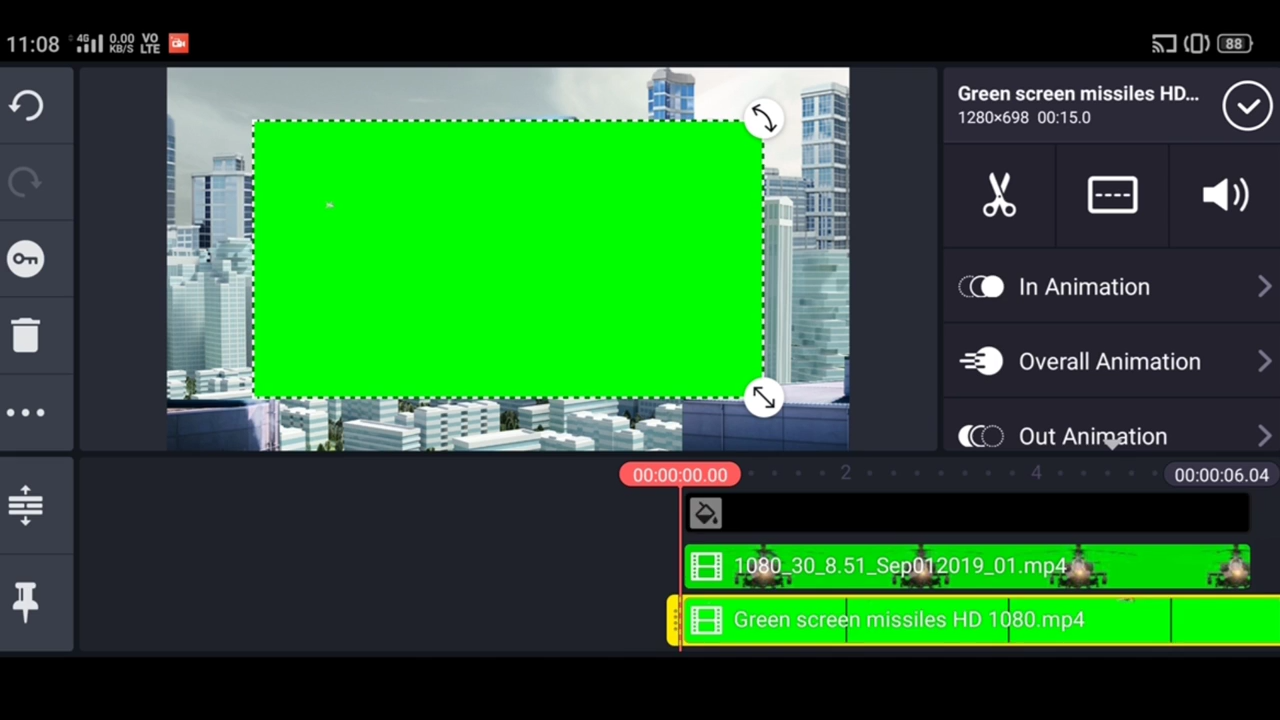 11:08 4G 0.00 KB/S VO LTE 88
Green screen missiles HD...
1280×698 00:15.0
In Animation
Overall Animation
Out Animation
00:00:00.00 2 4 00:00:06.04
1080_30_8.51_Sep012019_01.mp4
Green screen missiles HD 1080.mp4